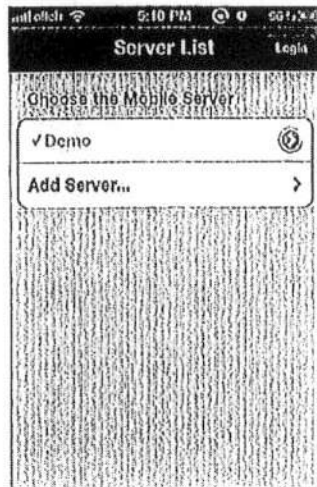 5:10 PM
Server List
Login
Choose the Mobile Server
✓Demo
Add Server...